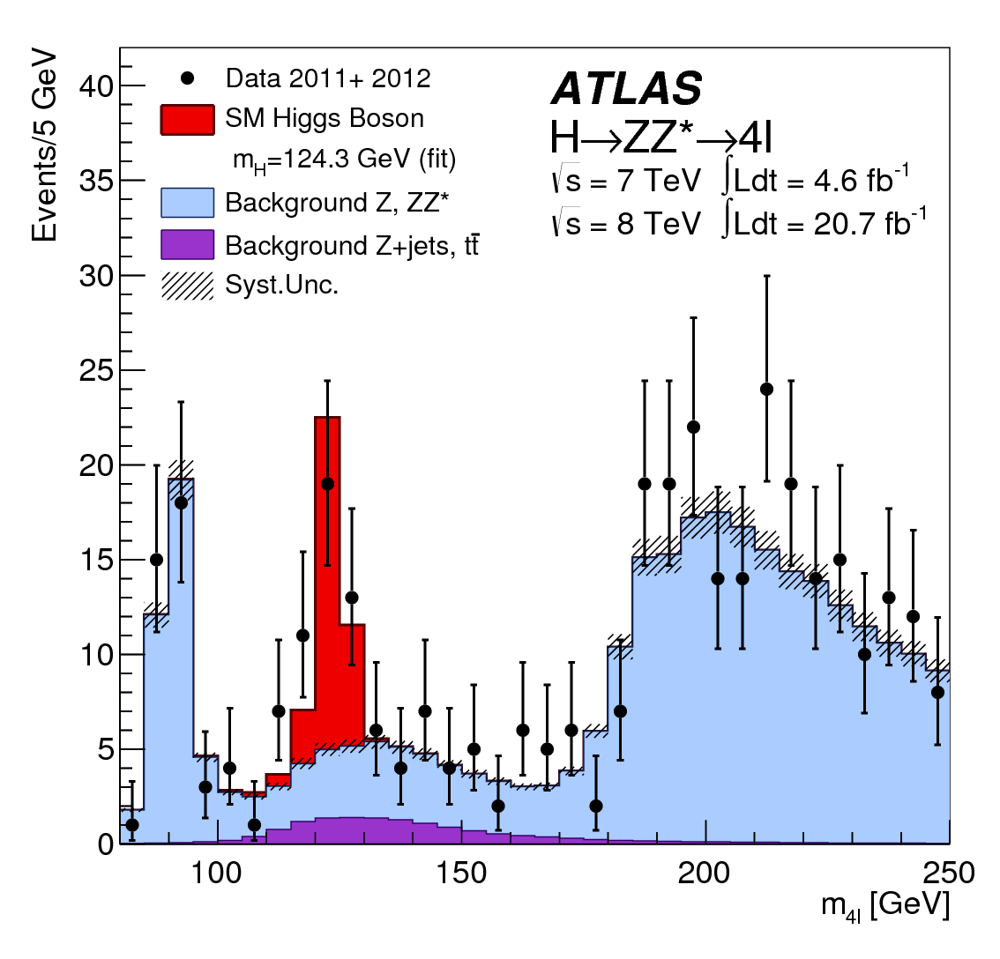 Events/5 GeV
40
35
30
25
20
15
10
5
0
Data 2011+ 2012
SM Higgs Boson
m_H=124.3 GeV (fit)
Background Z, ZZ*
Background Z+jets, tt̄
Syst.Unc.
ATLAS
H→ZZ*→4l
√s = 7 TeV ∫Ldt = 4.6 fb⁻¹
√s = 8 TeV ∫Ldt = 20.7 fb⁻¹
100 150 200 250
m_4l [GeV]